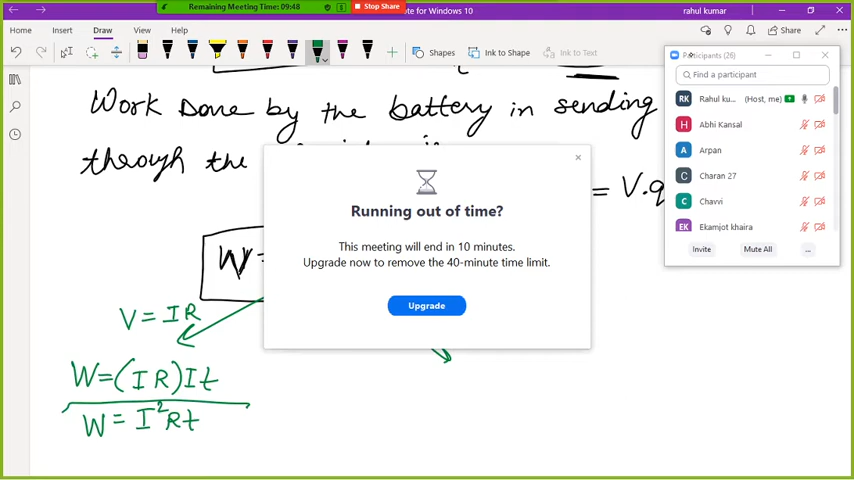 Remaining Meeting Time: 09:48
Stop Share
ote for Windows 10
rahul kumar
Home Insert Draw View Help
Share
Shapes Ink to Shape Ink to Text
Participants (26)
Find a participant
RK Rahul ku... (Host, me)
H Abhi Kansal
Arpan
C Charan 27
C Chavvi
EK Ekamjot khaira
Invite Mute All ...
Work Done by the battery in sending
through the
= V.q
W=
Running out of time?
This meeting will end in 10 minutes.
Upgrade now to remove the 40-minute time limit.
Upgrade
V = IR
W=(IR)It
W= I²Rt